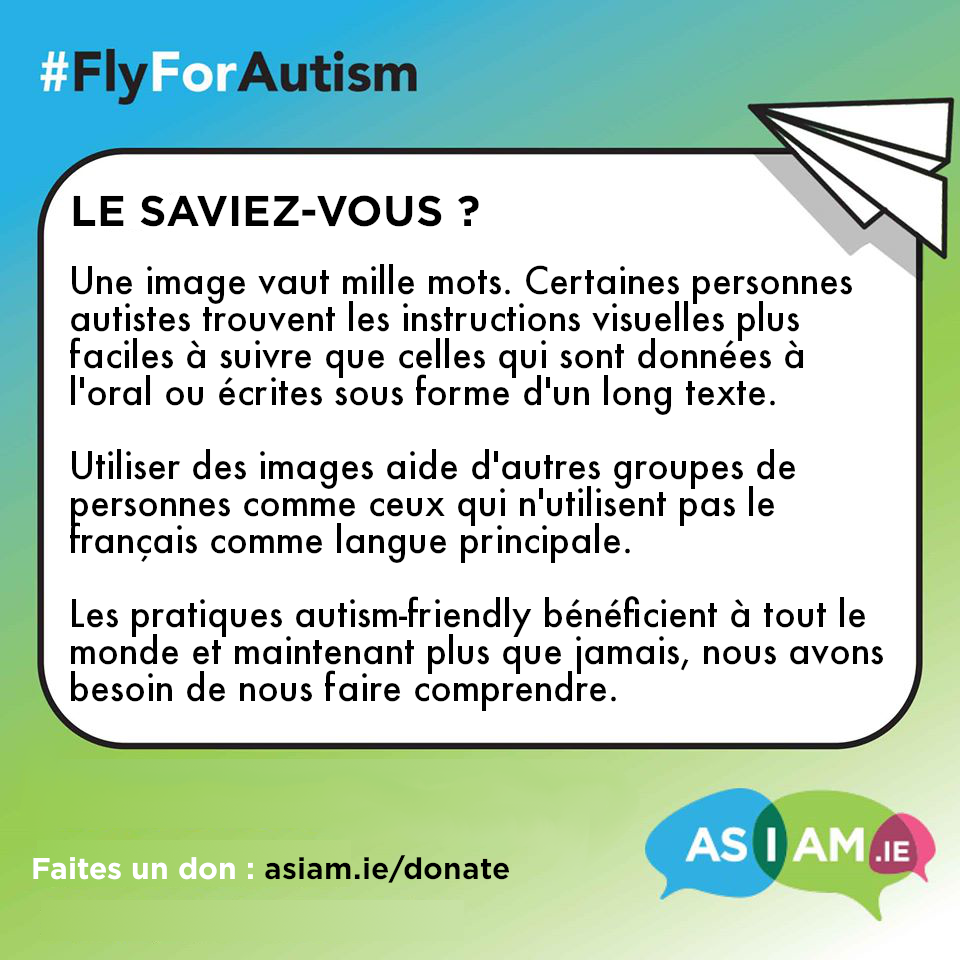 #FlyForAutism
LE SAVIEZ-VOUS ?
Une image vaut mille mots. Certaines personnes
autistes trouvent les instructions visuelles plus
faciles à suivre que celles qui sont données à
l'oral ou écrites sous forme d'un long texte.
Utiliser des images aide d'autres groupes de
personnes comme ceux qui n'utilisent pas le
français comme langue principale.
Les pratiques autism-friendly bénéficient à tout le
monde et maintenant plus que jamais, nous avons
besoin de nous faire comprendre.
Faites un don : asiam.ie/donate
AS I AM.IE